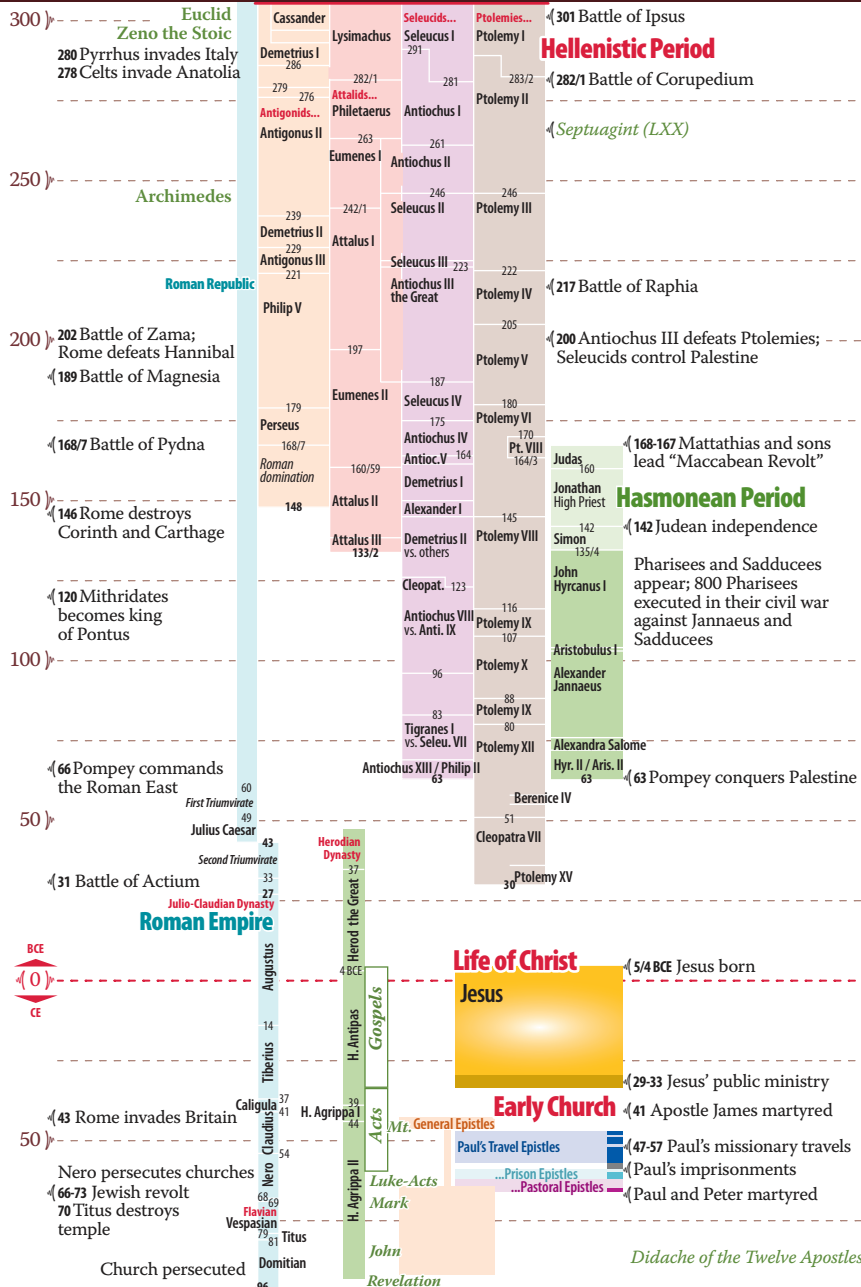 300
Euclid
Zeno the Stoic
280 Pyrrhus invades Italy
278 Celts invade Anatolia
250
Archimedes
Roman Republic
200
202 Battle of Zama;
Rome defeats Hannibal
189 Battle of Magnesia
168/7 Battle of Pydna
150
146 Rome destroys
Corinth and Carthage
120 Mithridates
becomes king
of Pontus
100
66 Pompey commands
the Roman East
50
60
First Triumvirate
49
Julius Caesar
43
Second Triumvirate
33
31 Battle of Actium
27
Julio-Claudian Dynasty
Roman Empire
BCE
0
CE
Augustus
14
Tiberius
37
Caligula
41
Claudius
43 Rome invades Britain
50
54
Nero
Nero persecutes churches
66-73 Jewish revolt
70 Titus destroys
temple
68
69
Flavian
Vespasian
79
Titus
81
Domitian
Church persecuted
96
Cassander
Demetrius I
286
279
276
Antigonids...
Antigonus II
239
Demetrius II
229
Antigonus III
221
Philip V
179
Perseus
168/7
Roman
domination
148
Lysimachus
282/1
Attalids...
Philetaerus
263
Eumenes I
242/1
Attalus I
197
Eumenes II
160/59
Attalus II
Attalus III
133/2
Seleucids...
Seleucus I
291
281
Antiochus I
261
Antiochus II
246
Seleucus II
Seleucus III
223
Antiochus III
the Great
187
Seleucus IV
175
Antiochus IV
Antioc.V
164
Demetrius I
Alexander I
Demetrius II
vs. others
Cleopat.
123
Antiochus VIII
vs. Anti. IX
96
83
Tigranes I
vs. Seleu. VII
Antiochus XIII / Philip II
63
Ptolemies...
Ptolemy I
283/2
Ptolemy II
246
Ptolemy III
222
Ptolemy IV
205
Ptolemy V
180
Ptolemy VI
170
Pt. VIII
164/3
145
Ptolemy VIII
116
Ptolemy IX
107
Ptolemy X
88
Ptolemy IX
80
Ptolemy XII
Berenice IV
51
Cleopatra VII
Ptolemy XV
30
Judas
160
Jonathan
High Priest
142
Simon
135/4
John
Hyrcanus I
Aristobulus I
Alexander
Jannaeus
Alexandra Salome
Hyr. II / Aris. II
63
301 Battle of Ipsus
Hellenistic Period
282/1 Battle of Corupedium
Septuagint (LXX)
217 Battle of Raphia
200 Antiochus III defeats Ptolemies;
Seleucids control Palestine
168-167 Mattathias and sons
lead “Maccabean Revolt”
Hasmonean Period
142 Judean independence
Pharisees and Sadducees
appear; 800 Pharisees
executed in their civil war
against Jannaeus and
Sadducees
63 Pompey conquers Palestine
Herodian
Dynasty
37
Herod the Great
4 BCE
H. Antipas
39
H. Agrippa I
44
H. Agrippa II
Gospels
Acts
Life of Christ
Jesus
5/4 BCE Jesus born
29-33 Jesus’ public ministry
Early Church
41 Apostle James martyred
Mt.
General Epistles
Paul’s Travel Epistles
47-57 Paul’s missionary travels
...Prison Epistles
Paul’s imprisonments
Luke-Acts
...Pastoral Epistles
Paul and Peter martyred
Mark
John
Didache of the Twelve Apostles
Revelation